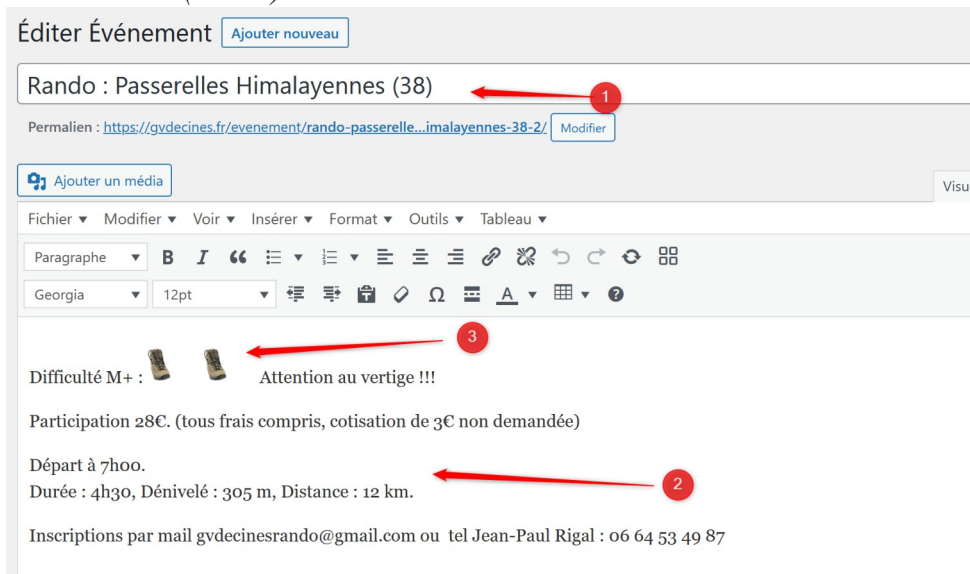 Éditer Événement Ajouter nouveau
Rando : Passerelles Himalayennes (38)
1
Permalien : https://gvdecines.fr/evenement/rando-passerelle...imalayennes-38-2/ Modifier
Ajouter un média
Visu
Fichier Modifier Voir Insérer Format Outils Tableau
Paragraphe B I
Georgia 12pt Ω A
3
Difficulté M+ : Attention au vertige !!!
Participation 28€. (tous frais compris, cotisation de 3€ non demandée)
Départ à 7h00.
Durée : 4h30, Dénivelé : 305 m, Distance : 12 km.
2
Inscriptions par mail gvdecinesrando@gmail.com ou tel Jean-Paul Rigal : 06 64 53 49 87